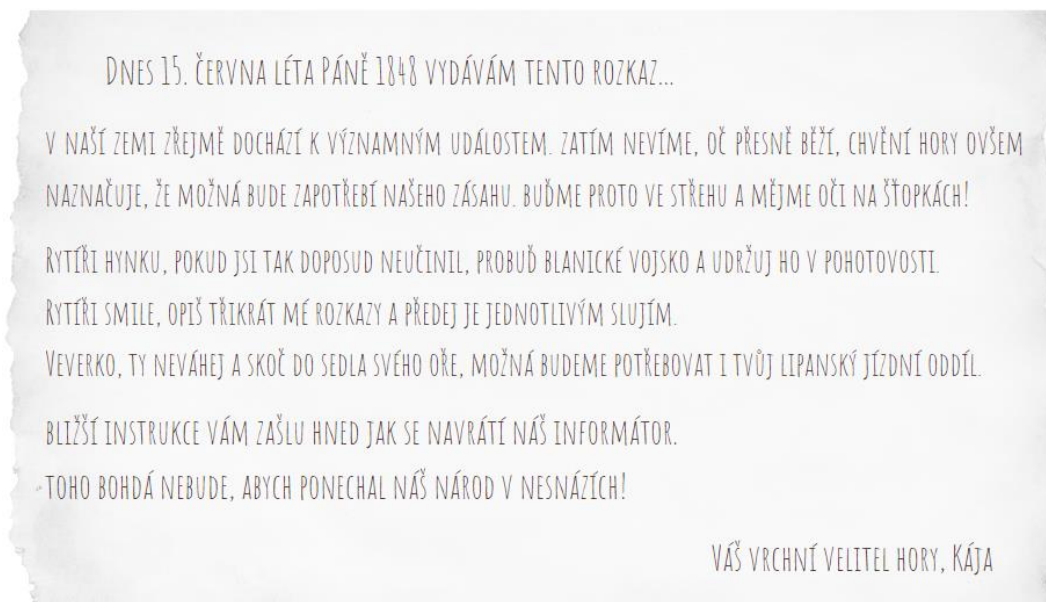 Dnes 15. června léta Páně 1848 vydávám tento rozkaz...
v naší zemi zřejmě dochází k významným událostem. zatím nevíme, oč přesně běží, chvění hory ovšem
naznačuje, že možná bude zapotřebí našeho zásahu. buďme proto ve střehu a mějme oči na šťopkách!
Rytíři hynku, pokud jsi tak doposud neučinil, probuď blanické vojsko a udržuj ho v pohotovosti.
Rytíři smile, opiš třikrát mé rozkazy a předej je jednotlivým slujím.
Veverko, ty neváhej a skoč do sedla svého oře, možná budeme potřebovat i tvůj lipanský jízdní oddíl.
bližší instrukce vám zašlu hned jak se navrátí náš informátor.
toho bohdá nebude, abych ponechal náš národ v nesnázích!
Váš vrchní velitel hory, Kája